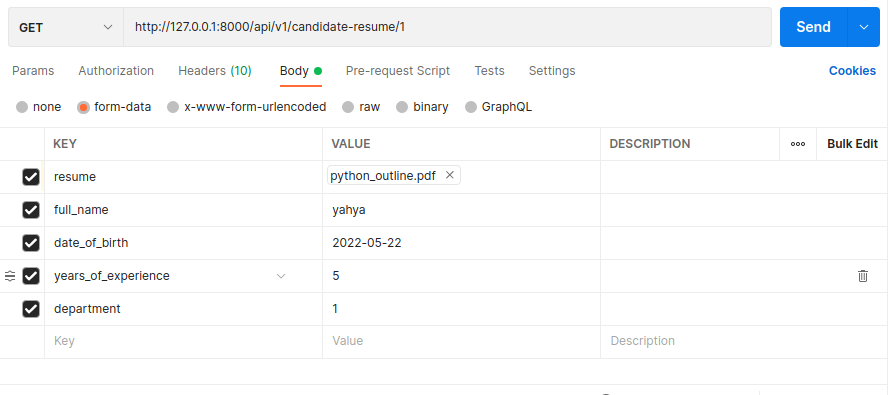 GET http://127.0.0.1:8000/api/v1/candidate-resume/1 Send
Params Authorization Headers (10) Body Pre-request Script Tests Settings Cookies
none form-data x-www-form-urlencoded raw binary GraphQL
KEY VALUE DESCRIPTION Bulk Edit
resume python_outline.pdf
full_name yahya
date_of_birth 2022-05-22
years_of_experience 5
department 1
Key Value Description